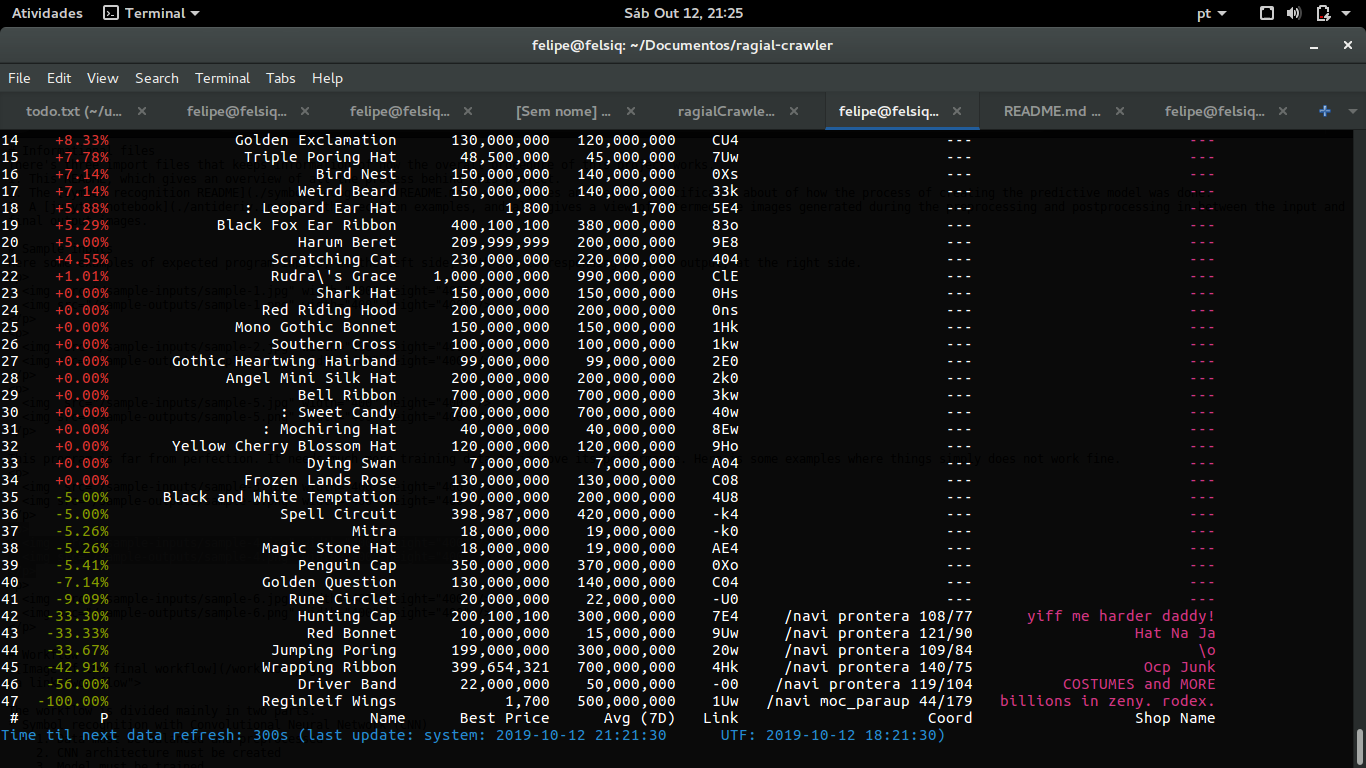 Atividades Terminal Sáb Out 12, 21:25 pt
felipe@felsiq: ~/Documentos/ragial-crawler
File Edit View Search Terminal Tabs Help
todo.txt (~/u... felipe@felsiq... felipe@felsiq... [Sem nome] ... ragialCrawle... felipe@felsiq... README.md ... felipe@felsiq...
14 +8.33% Golden Exclamation 130,000,000 120,000,000 CU4 --- ---
15 +7.78% Triple Poring Hat 48,500,000 45,000,000 7Uw --- ---
16 +7.14% Bird Nest 150,000,000 140,000,000 0Xs --- ---
17 +7.14% Weird Beard 150,000,000 140,000,000 33k --- ---
18 +5.88% : Leopard Ear Hat 1,800 1,700 5E4 --- ---
19 +5.29% Black Fox Ear Ribbon 400,100,100 380,000,000 83o --- ---
20 +5.00% Harum Beret 209,999,999 200,000,000 9E8 --- ---
21 +4.55% Scratching Cat 230,000,000 220,000,000 404 --- ---
22 +1.01% Rudra\'s Grace 1,000,000,000 990,000,000 ClE --- ---
23 +0.00% Shark Hat 150,000,000 150,000,000 0Hs --- ---
24 +0.00% Red Riding Hood 200,000,000 200,000,000 0ns --- ---
25 +0.00% Mono Gothic Bonnet 150,000,000 150,000,000 1Hk --- ---
26 +0.00% Southern Cross 100,000,000 100,000,000 1kw --- ---
27 +0.00% Gothic Heartwing Hairband 99,000,000 99,000,000 2E0 --- ---
28 +0.00% Angel Mini Silk Hat 200,000,000 200,000,000 2k0 --- ---
29 +0.00% Bell Ribbon 700,000,000 700,000,000 3kw --- ---
30 +0.00% : Sweet Candy 700,000,000 700,000,000 40w --- ---
31 +0.00% : Mochiring Hat 40,000,000 40,000,000 8Ew --- ---
32 +0.00% Yellow Cherry Blossom Hat 120,000,000 120,000,000 9Ho --- ---
33 +0.00% Dying Swan 7,000,000 7,000,000 A04 --- ---
34 +0.00% Frozen Lands Rose 130,000,000 130,000,000 C08 --- ---
35 -5.00% Black and White Temptation 190,000,000 200,000,000 4U8 --- ---
36 -5.00% Spell Circuit 398,987,000 420,000,000 -k4 --- ---
37 -5.26% Mitra 18,000,000 19,000,000 -k0 --- ---
38 -5.26% Magic Stone Hat 18,000,000 19,000,000 AE4 --- ---
39 -5.41% Penguin Cap 350,000,000 370,000,000 0Xo --- ---
40 -7.14% Golden Question 130,000,000 140,000,000 C04 --- ---
41 -9.09% Rune Circlet 20,000,000 22,000,000 -U0 --- ---
42 -33.30% Hunting Cap 200,100,100 300,000,000 7E4 /navi prontera 108/77 yiff me harder daddy!
43 -33.33% Red Bonnet 10,000,000 15,000,000 9Uw /navi prontera 121/90 Hat Na Ja
44 -33.67% Jumping Poring 199,000,000 300,000,000 20w /navi prontera 109/84 \o
45 -42.91% Wrapping Ribbon 399,654,321 700,000,000 4Hk /navi prontera 140/75 Ocp Junk
46 -56.00% Driver Band 22,000,000 50,000,000 -00 /navi prontera 119/104 COSTUMES and MORE
47 -100.00% Reginleif Wings 1,700 500,000,000 1Uw /navi moc_paraup 44/179 billions in zeny. rodex.
# P Name Best Price Avg (7D) Link Coord Shop Name
Time til next data refresh: 300s (last update: system: 2019-10-12 21:21:30 UTF: 2019-10-12 18:21:30)